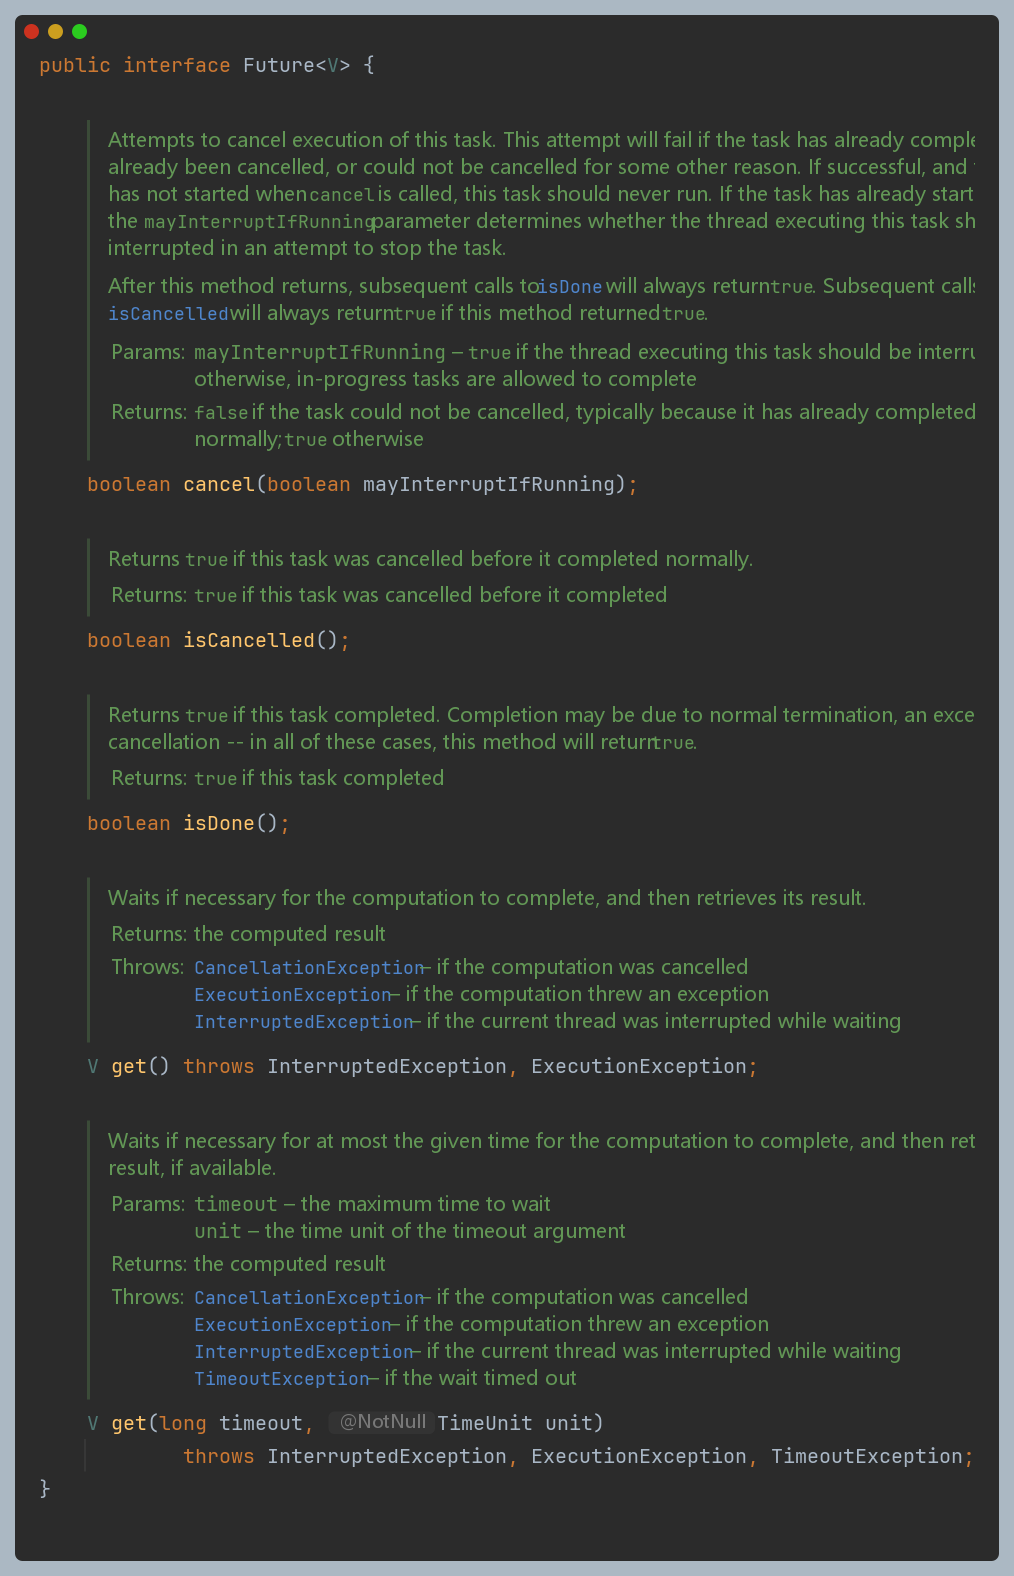 public interface Future<V> {
Attempts to cancel execution of this task. This attempt will fail if the task has already comple
already been cancelled, or could not be cancelled for some other reason. If successful, and
has not started when cancel is called, this task should never run. If the task has already start
the mayInterruptIfRunning parameter determines whether the thread executing this task sh
interrupted in an attempt to stop the task.
After this method returns, subsequent calls to isDone will always return true. Subsequent calls
isCancelled will always return true if this method returned true.
Params: mayInterruptIfRunning – true if the thread executing this task should be interru
otherwise, in-progress tasks are allowed to complete
Returns: false if the task could not be cancelled, typically because it has already completed
normally; true otherwise
boolean cancel(boolean mayInterruptIfRunning);
Returns true if this task was cancelled before it completed normally.
Returns: true if this task was cancelled before it completed
boolean isCancelled();
Returns true if this task completed. Completion may be due to normal termination, an exce
cancellation -- in all of these cases, this method will return true.
Returns: true if this task completed
boolean isDone();
Waits if necessary for the computation to complete, and then retrieves its result.
Returns: the computed result
Throws: CancellationException – if the computation was cancelled
ExecutionException – if the computation threw an exception
InterruptedException – if the current thread was interrupted while waiting
V get() throws InterruptedException, ExecutionException;
Waits if necessary for at most the given time for the computation to complete, and then ret
result, if available.
Params: timeout – the maximum time to wait
unit – the time unit of the timeout argument
Returns: the computed result
Throws: CancellationException – if the computation was cancelled
ExecutionException – if the computation threw an exception
InterruptedException – if the current thread was interrupted while waiting
TimeoutException – if the wait timed out
V get(long timeout, @NotNull TimeUnit unit)
throws InterruptedException, ExecutionException, TimeoutException;
}